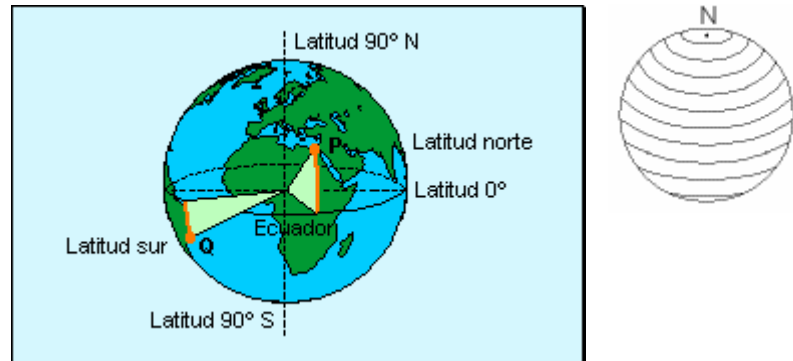 Latitud 90° N
N
P
Latitud norte
Latitud 0°
Ecuador
Latitud sur
Q
Latitud 90° S